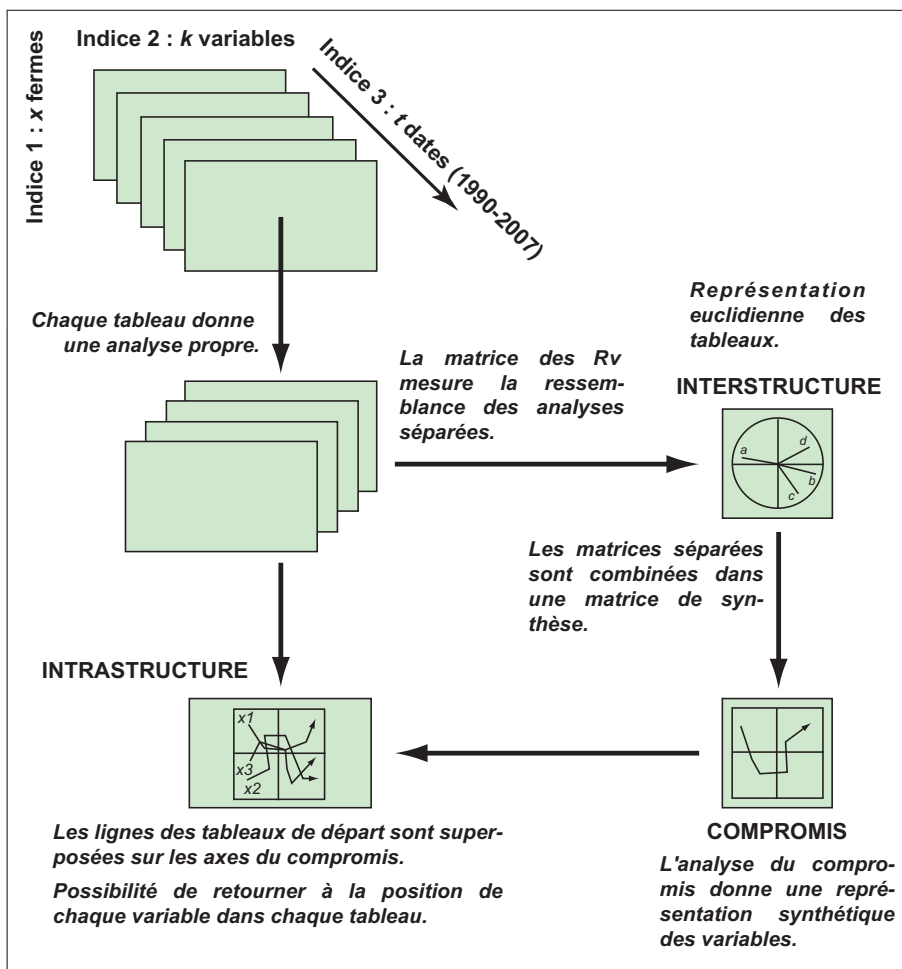 Indice 2 : k variables
Indice 1 : x fermes
Indice 3 : t dates (1990-2007)
Chaque tableau donne
une analyse propre.
La matrice des Rv
mesure la ressem-
blance des analyses
séparées.
Représentation
euclidienne des
tableaux.
INTERSTRUCTURE
a
d
b
c
Les matrices séparées
sont combinées dans
une matrice de syn-
thèse.
INTRASTRUCTURE
x1
x3
x2
Les lignes des tableaux de départ sont super-
posées sur les axes du compromis.
Possibilité de retourner à la position de
chaque variable dans chaque tableau.
COMPROMIS
L'analyse du compro-
mis donne une repré-
sentation synthétique
des variables.